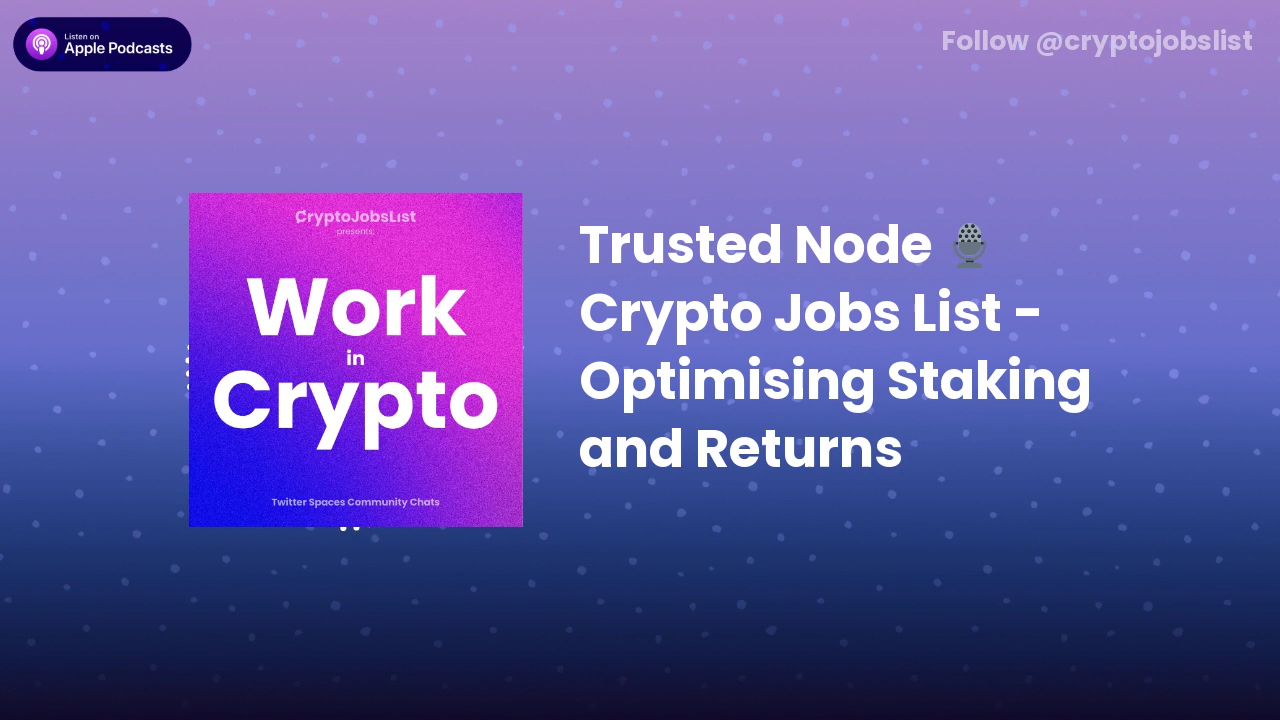 Listen on
Apple Podcasts
Follow @cryptojobslist
CryptoJobsList
presents:
Work
in
Crypto
Twitter Spaces Community Chats
Trusted Node 🎙
Crypto Jobs List -
Optimising Staking
and Returns